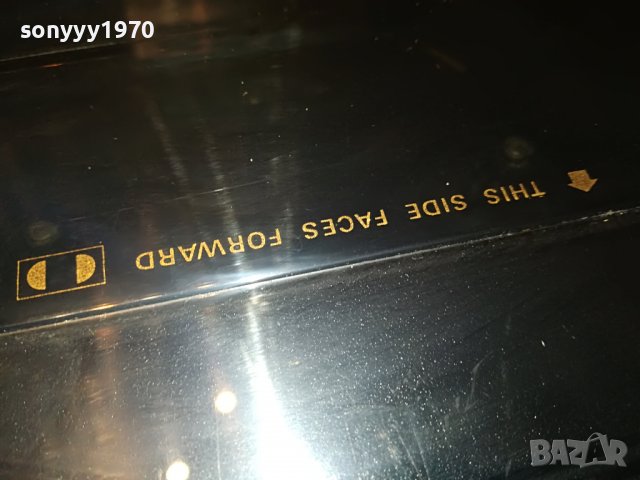 sonyyy1970
THIS SIDE FACES FORWARD
BAZAR